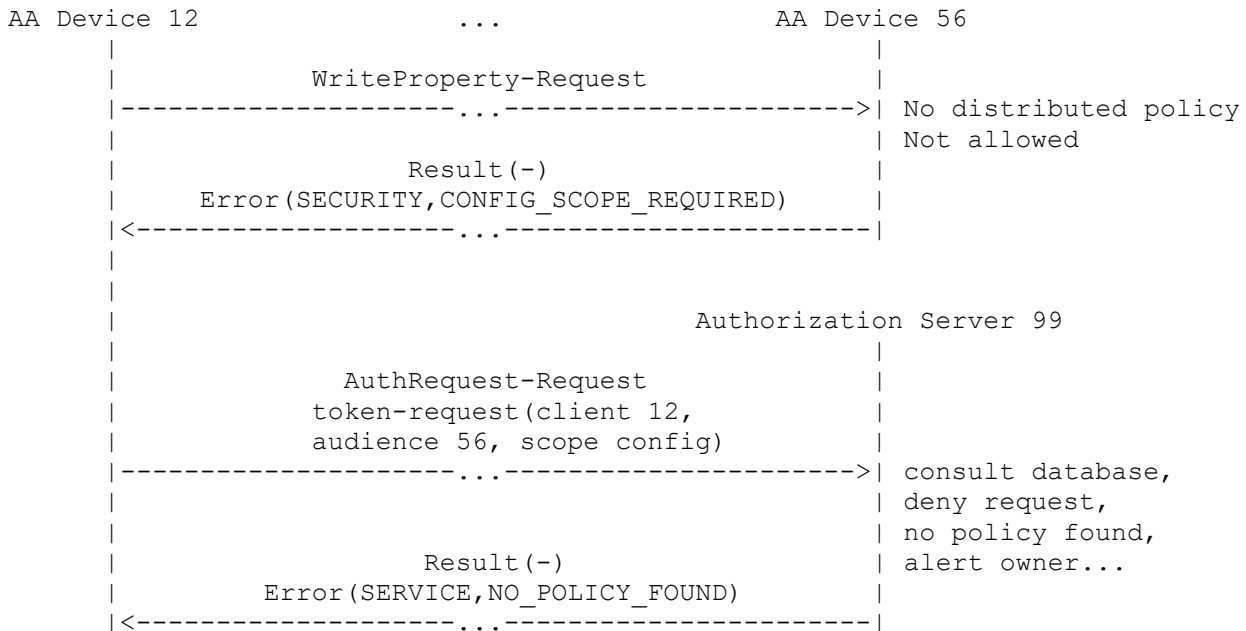 AA Device 12 ... AA Device 56
WriteProperty-Request
|---------------------...---------------------->| No distributed policy
Not allowed
Result(-)
Error(SECURITY,CONFIG_SCOPE_REQUIRED)
|<---------------------...-----------------------|
Authorization Server 99
AuthRequest-Request
token-request(client 12,
audience 56, scope config)
|---------------------...---------------------->| consult database,
deny request,
no policy found,
Result(-) alert owner...
Error(SERVICE,NO_POLICY_FOUND)
|<---------------------...-----------------------|